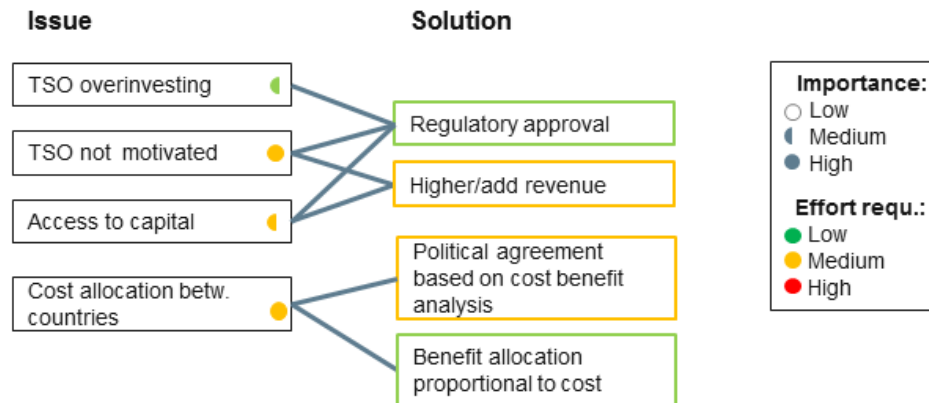 Issue
Solution
TSO overinvesting
TSO not motivated
Access to capital
Cost allocation betw.
countries
Regulatory approval
Higher/add revenue
Political agreement
based on cost benefit
analysis
Benefit allocation
proportional to cost
Importance:
Low
Medium
High
Effort requ.:
Low
Medium
High